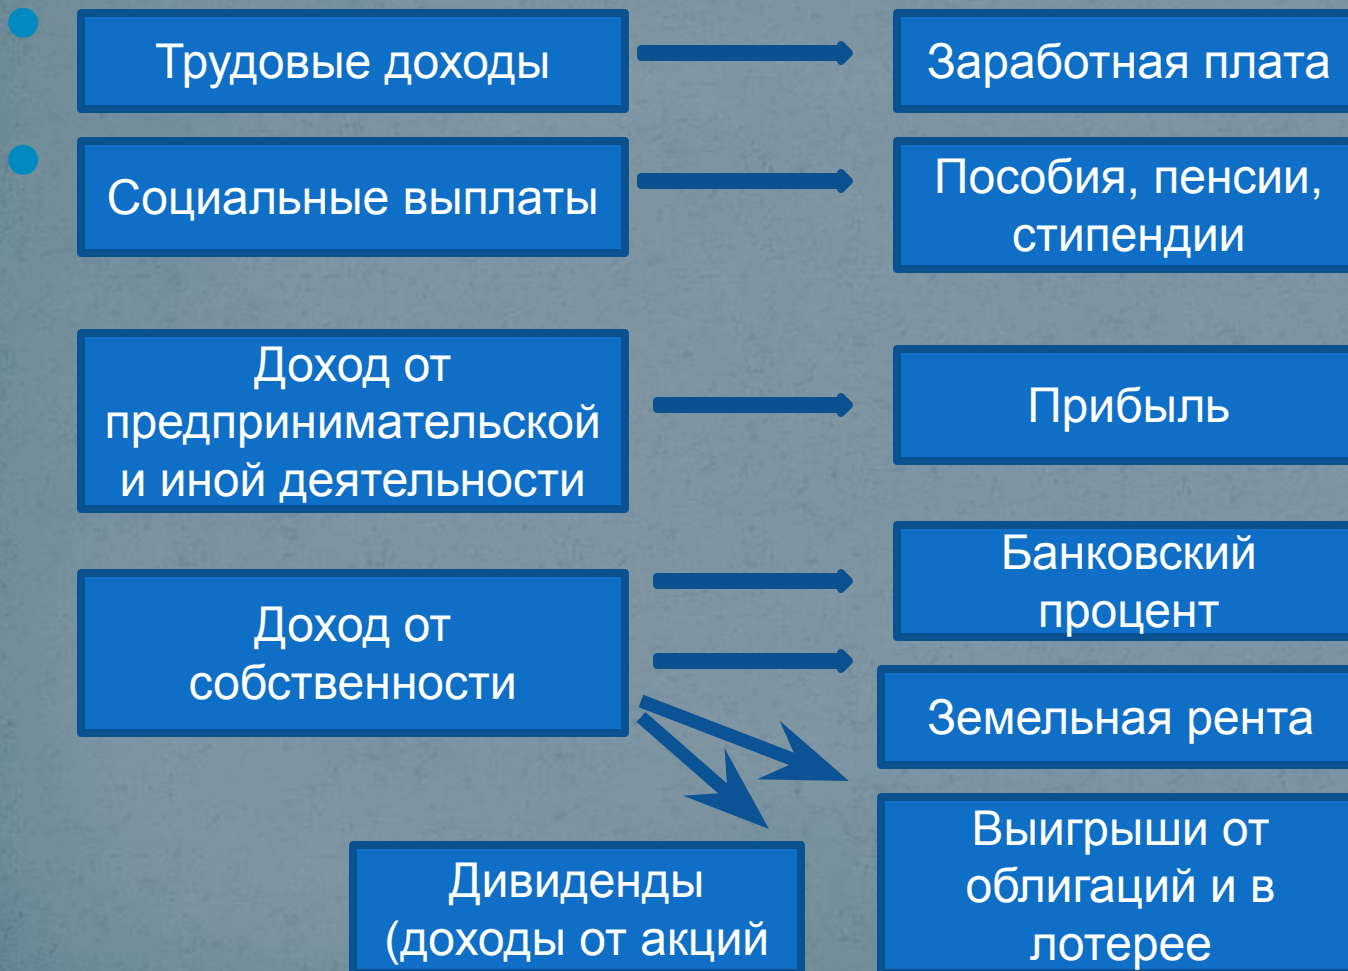 Трудовые доходы
Заработная плата
Социальные выплаты
Пособия, пенсии,
стипендии
Доход от
предпринимательской
и иной деятельности
Прибыль
Доход от
собственности
Банковский
процент
Земельная рента
Дивиденды
(доходы от акций
Выигрыши от
облигаций и в
лотерее